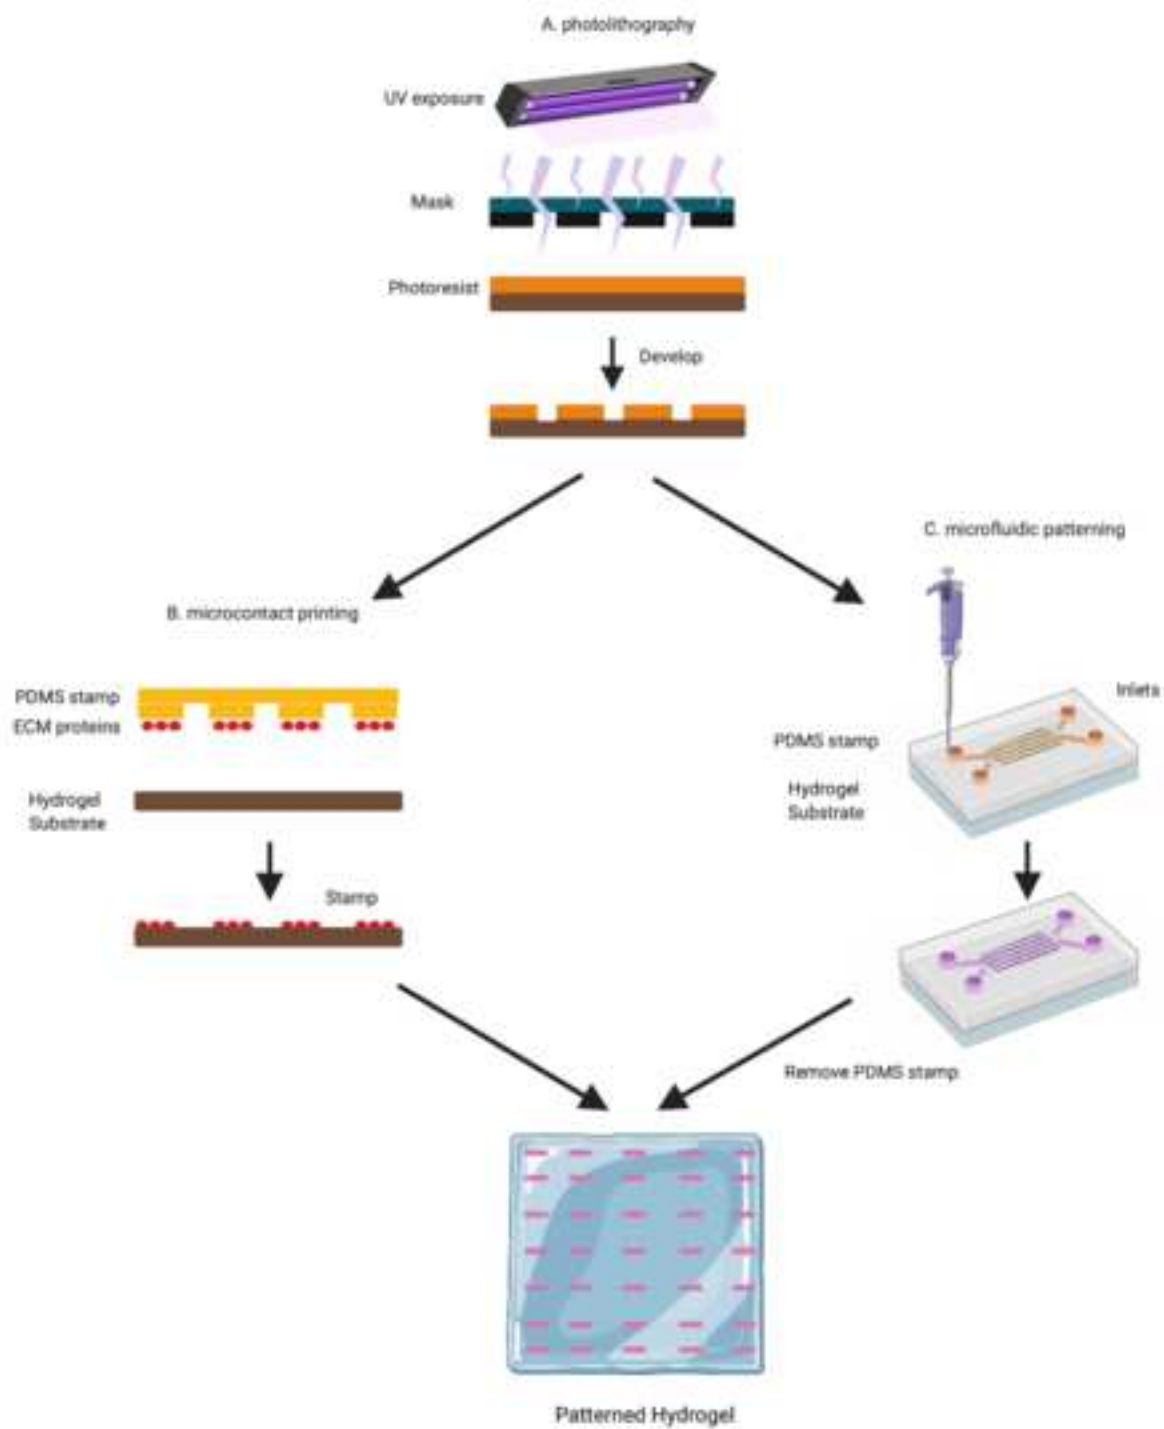 A. photolithography
UV exposure
Mask
Photoresist
Develop
C. microfluidic patterning
B. microcontact printing
PDMS stamp
ECM proteins
Inlets
PDMS stamp
Hydrogel
Substrate
Hydrogel
Substrate
Stamp
Remove PDMS stamp
Patterned Hydrogel